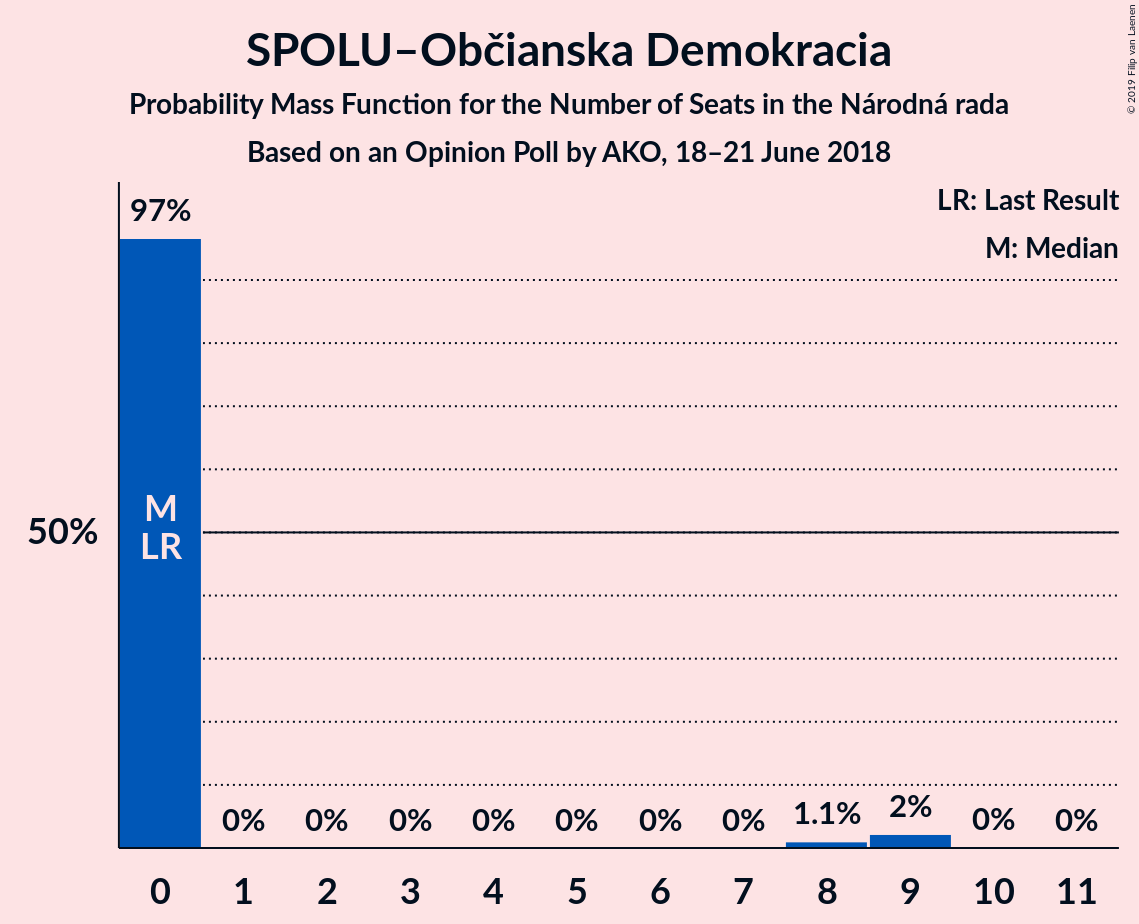 SPOLU–Občianska Demokracia
Probability Mass Function for the Number of Seats in the Národná rada
Based on an Opinion Poll by AKO, 18–21 June 2018
© 2019 Filip van Laenen
LR: Last Result
M: Median
97%
50%
M
LR
0% 0% 0% 0% 0% 0% 0% 1.1% 2% 0% 0%
0 1 2 3 4 5 6 7 8 9 10 11